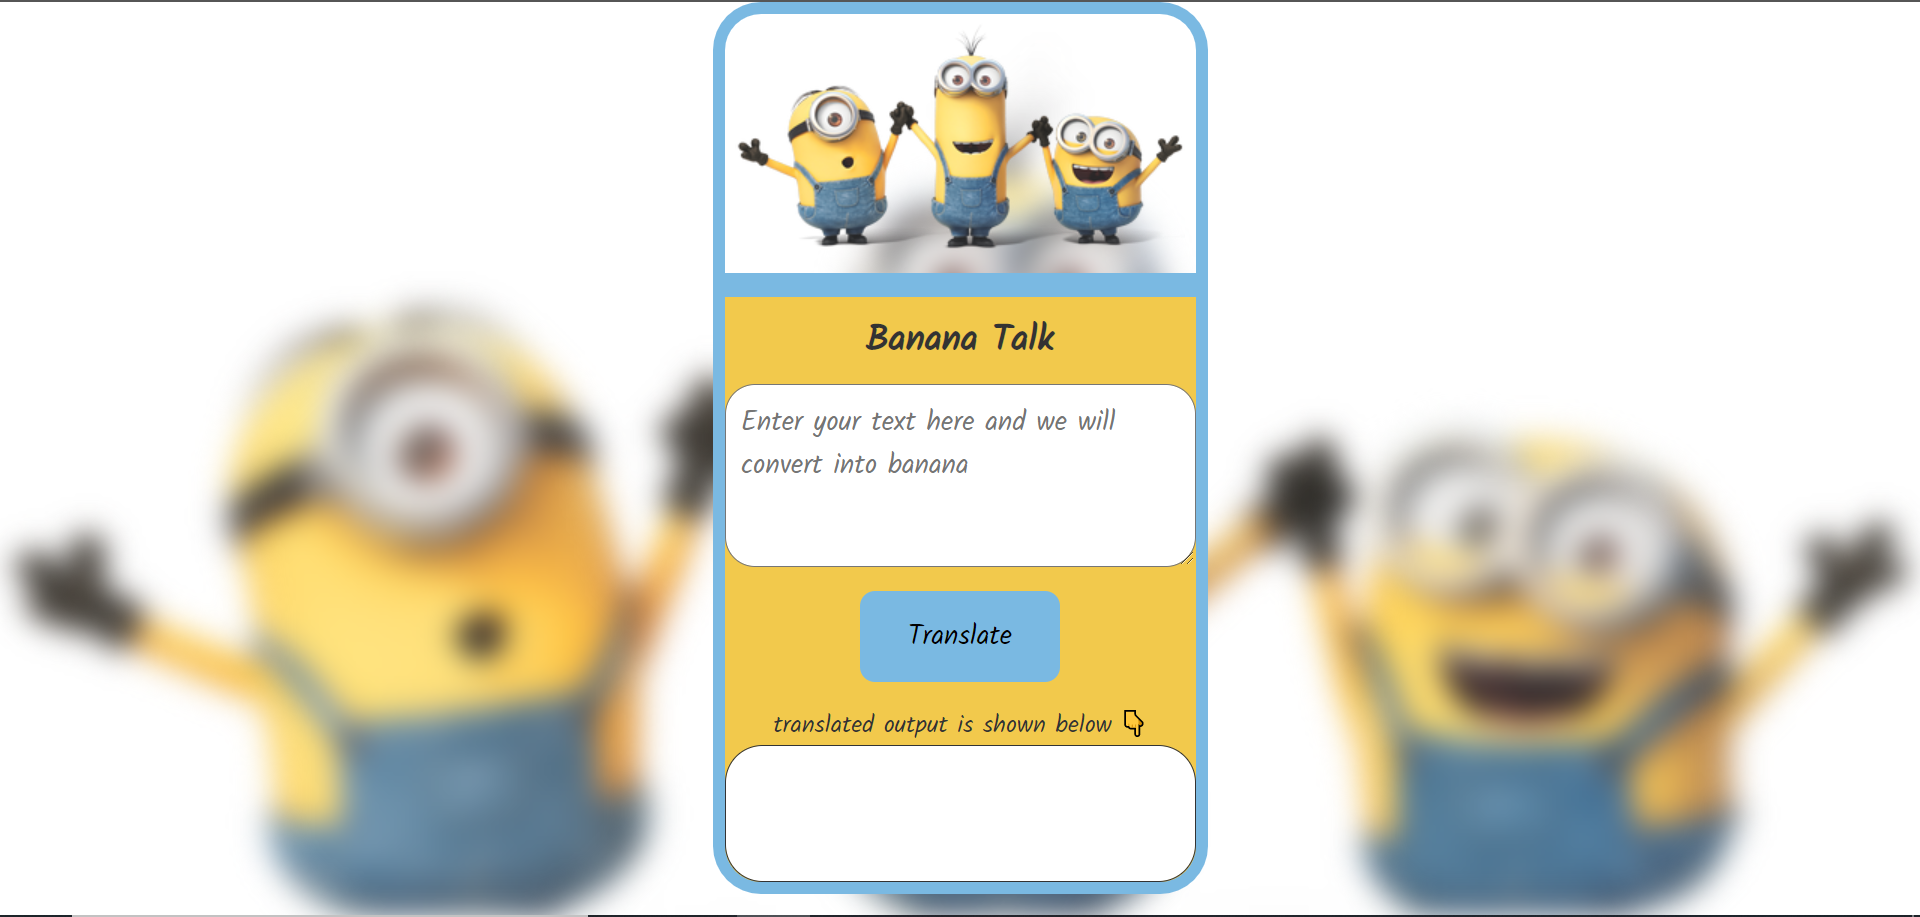 Banana Talk
Enter your text here and we will
convert into banana
Translate
translated output is shown below 👇